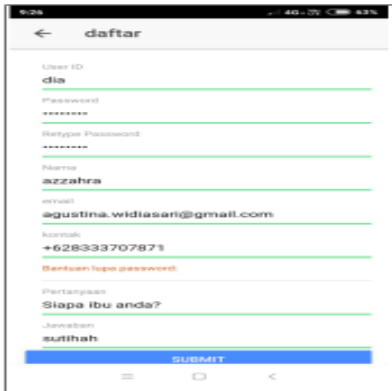 9:26
4G 63%
daftar
User ID
dia
Password
••••••••
Retype Password
••••••••
Nama
azzahra
email
agustina.widiasari@gmail.com
kontak
+628333707871
Bantuan lupa password:
Pertanyaan
Siapa ibu anda?
Jawaban
sutihah
SUBMIT